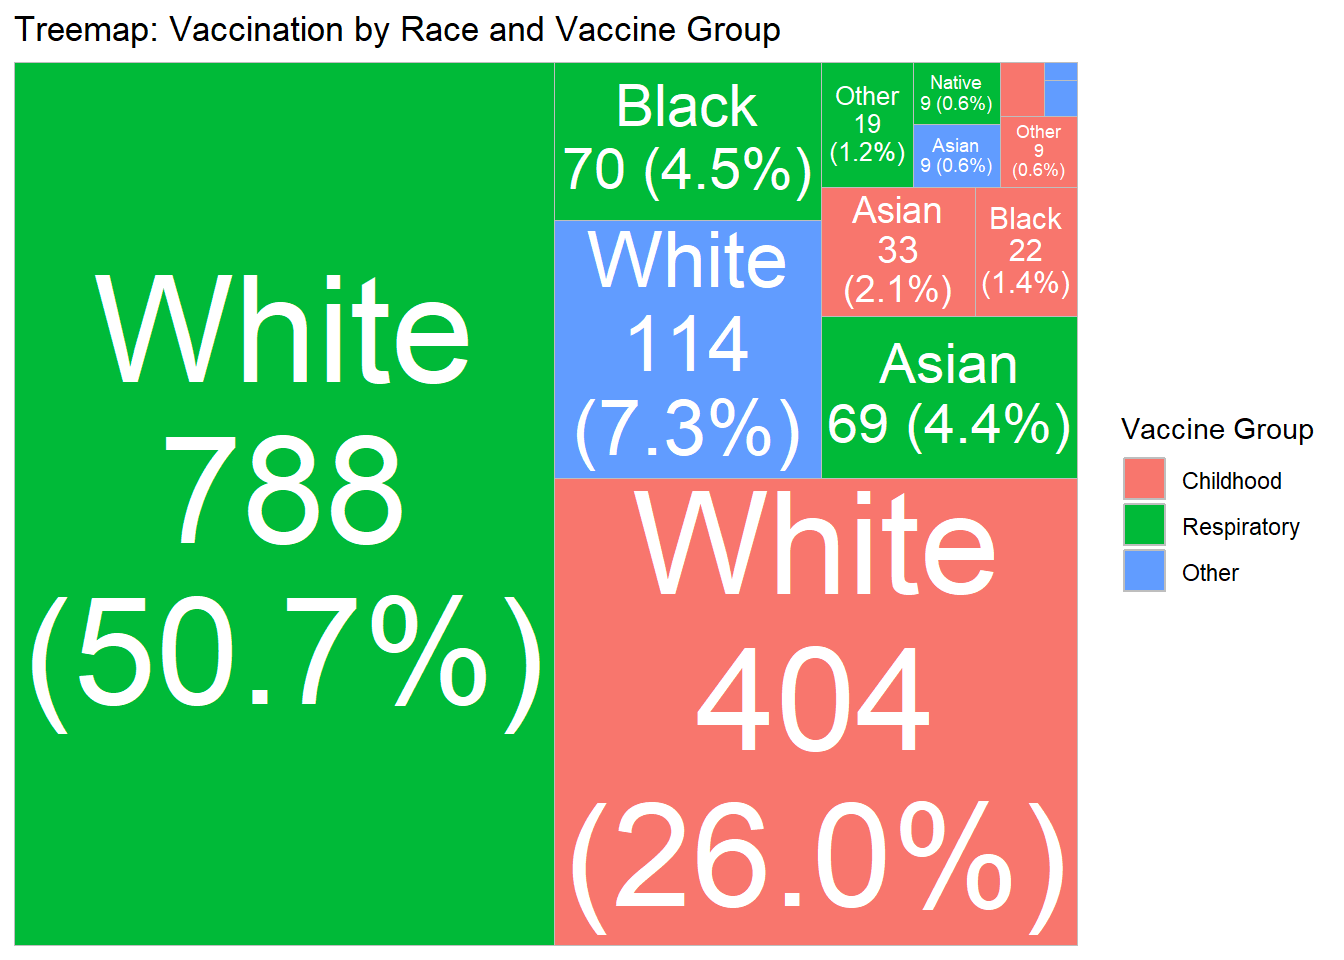 Treemap: Vaccination by Race and Vaccine Group
White
788
(50.7%)
Black
70 (4.5%)
White
114
(7.3%)
White
404
(26.0%)
Other
19
(1.2%)
Native
9 (0.6%)
Asian
9 (0.6%)
Other
9
(0.6%)
Asian
33
(2.1%)
Black
22
(1.4%)
Asian
69 (4.4%)
Vaccine Group
Childhood
Respiratory
Other